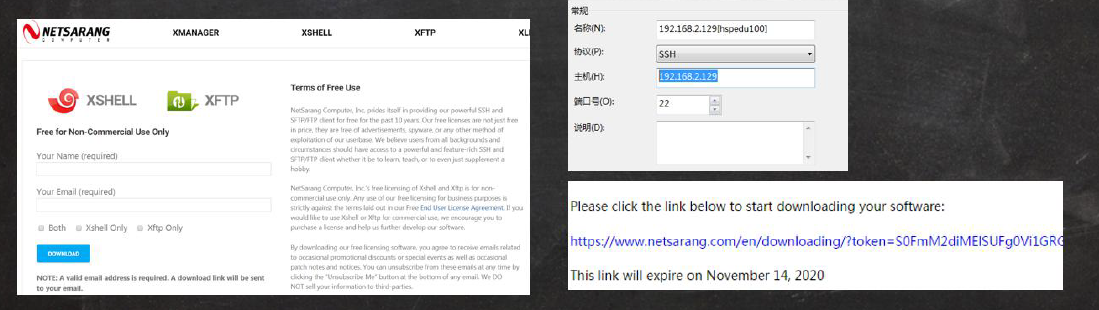 NETSARANG
COMPUTER
XMANAGER
XSHELL
XFTP
XSHELL
XFTP
Free for Non-Commercial Use Only
Your Name (required)
Your Email (required)
Both
Xshell Only
Xftp Only
DOWNLOAD
NOTE: A valid email address is required. A download link will be sent
to your email.
Terms of Free Use
NetSarang Computer, Inc. prides itself in providing our powerful SSH and
SFTP/FTP client for free for the past 10 years. Our free licenses are not just free
in price, they are free of advertisements, spyware, or any other method of
exploitation of our userbase. We believe users from all backgrounds and
circumstances should have access to a powerful and feature-rich SSH and
SFTP/FTP client whether it be to learn, teach, or to even just supplement a
hobby.
NetSarang Computer, Inc.'s free licensing of Xshell and Xftp is for non-
commercial use only. Any use of our free licensing for business purposes is
strictly against the terms laid out in our Free End User License Agreement. If you
would like to use Xshell or Xftp for commercial use, we encourage you to
purchase a license and help us further develop our software.
By downloading our free licensing software, you agree to receive emails related
to occasional promotional discounts or special events as well as occasional
patch notes and notices. You can unsubscribe from these emails at any time by
clicking the "Unsubscribe Me" button at the bottom of any email. We DO
NOT sell your information to third-parties.
常规
名称(N):
192.168.2.129[hspedu100]
协议(P):
SSH
主机(H):
192.168.2.129
端口号(O):
22
说明(D):
Please click the link below to start downloading your software:
https://www.netsarang.com/en/downloading/?token=S0FmM2diMElSUFg0Vi1GRG
This link will expire on November 14, 2020